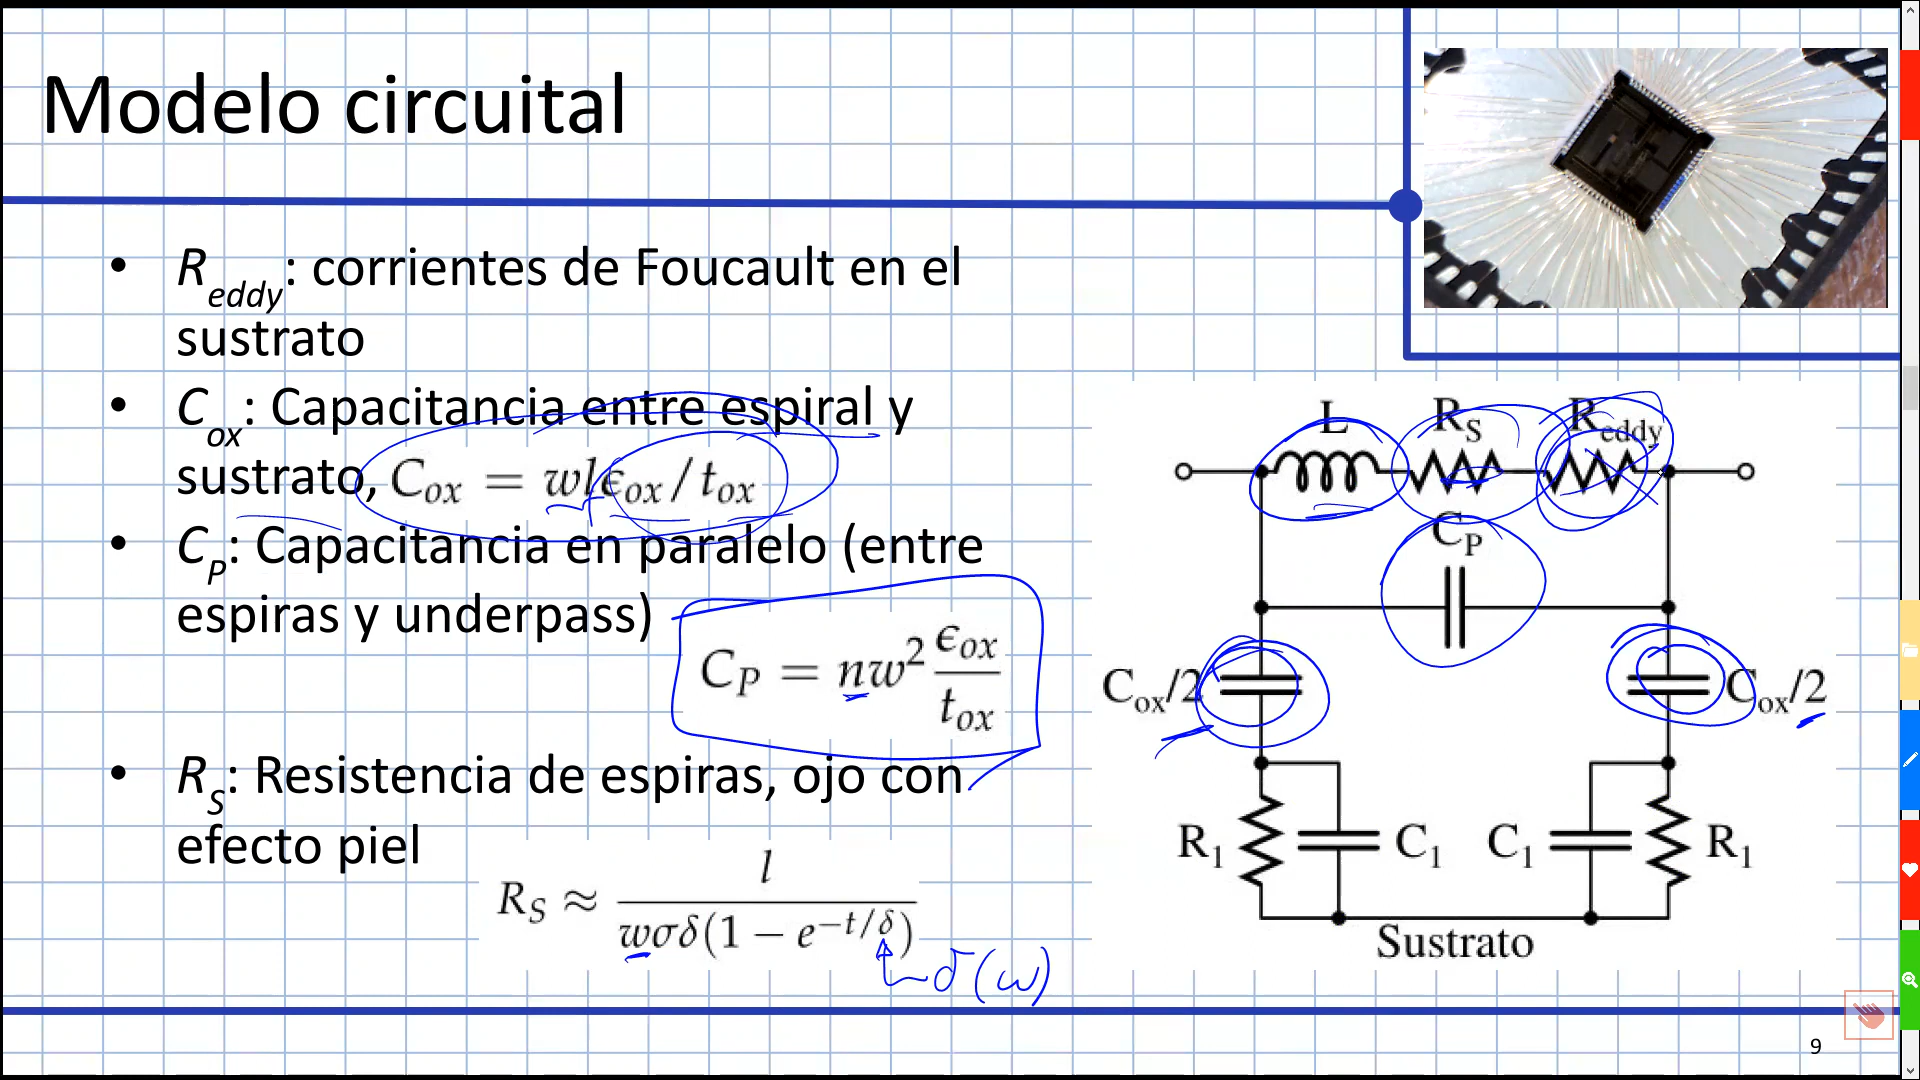 Modelo circuital
• R_eddy: corrientes de Foucault en el
sustrato
• C_ox: Capacitancia entre espiral y
sustrato, C_ox = wlϵ_ox/t_ox
• C_P: Capacitancia en paralelo (entre
espiras y underpass)
C_P = nw² ϵ_ox/t_ox
• R_S: Resistencia de espiras, ojo con
efecto piel
R_S ≈ l/(wσδ(1 − e^(−t/δ)))
δ(ω)
L R_S R_eddy
C_P
C_ox/2 C_ox/2
R_1 C_1 C_1 R_1
Sustrato
9